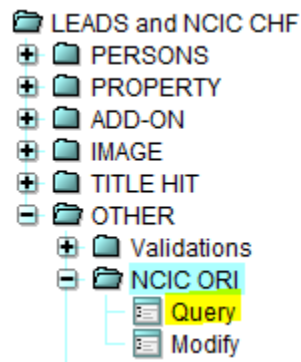 LEADS and NCIC CHF
PERSONS
PROPERTY
ADD-ON
IMAGE
TITLE HIT
OTHER
Validations
NCIC ORI
Query
Modify